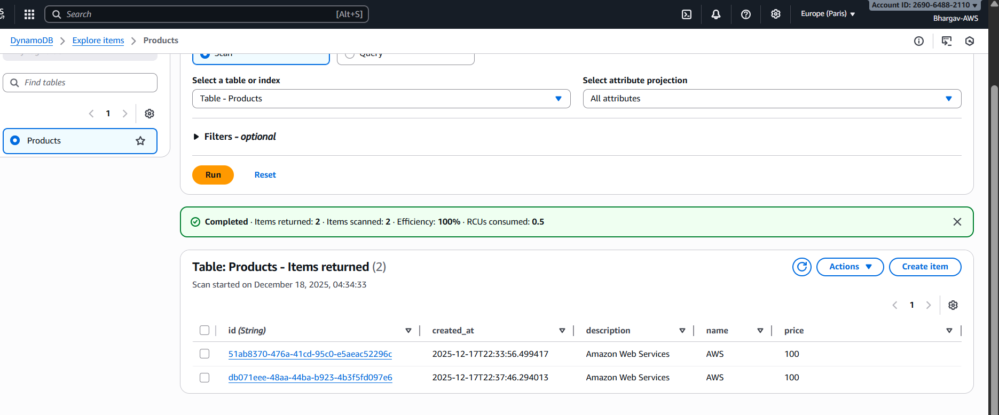 Search [Alt+S] Europe (Paris) Account ID: 2690-6488-2110
Bhargav-AWS
DynamoDB Explore items Products
Scan Query
Find tables
1
Products
Select a table or index Select attribute projection
Table - Products All attributes
Filters - optional
Run Reset
Completed · Items returned: 2 · Items scanned: 2 · Efficiency: 100% · RCUs consumed: 0.5
Table: Products - Items returned (2) Actions Create item
Scan started on December 18, 2025, 04:34:33
1
id (String) created_at description name price
51ab8370-476a-41cd-95c0-e5aeac52296c 2025-12-17T22:33:56.499417 Amazon Web Services AWS 100
db071eee-48aa-44ba-b923-4b3f5fd097e6 2025-12-17T22:37:46.294013 Amazon Web Services AWS 100